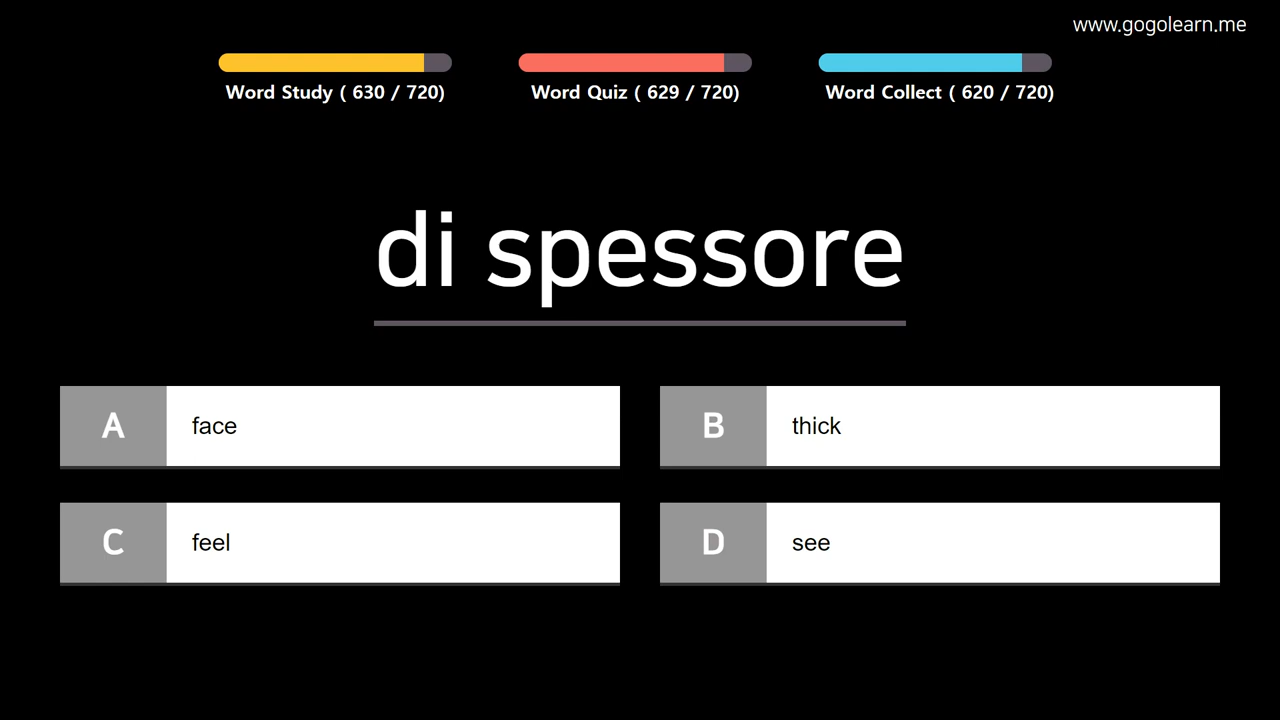 www.gogolearn.me
Word Study ( 630 / 720)
Word Quiz ( 629 / 720)
Word Collect ( 620 / 720)
di spessore
A face
B thick
C feel
D see